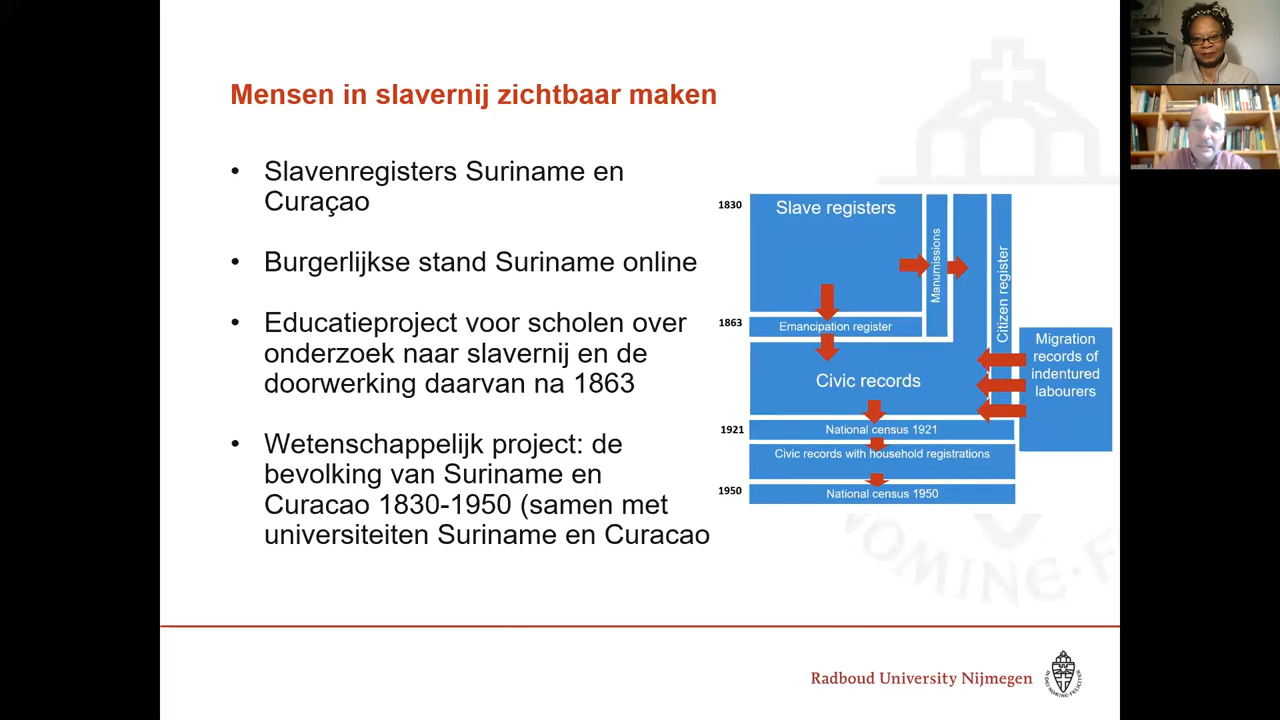 Mensen in slavernij zichtbaar maken
• Slavenregisters Suriname en
Curaçao
• Burgerlijkse stand Suriname online
• Educatieproject voor scholen over
onderzoek naar slavernij en de
doorwerking daarvan na 1863
• Wetenschappelijk project: de
bevolking van Suriname en
Curacao 1830-1950 (samen met
universiteiten Suriname en Curacao
1830
Slave registers
Manumissions
Citizen register
1863
Emancipation register
Migration
records of
indentured
labourers
Civic records
1921
National census 1921
Civic records with household registrations
1950
National census 1950
Radboud University Nijmegen